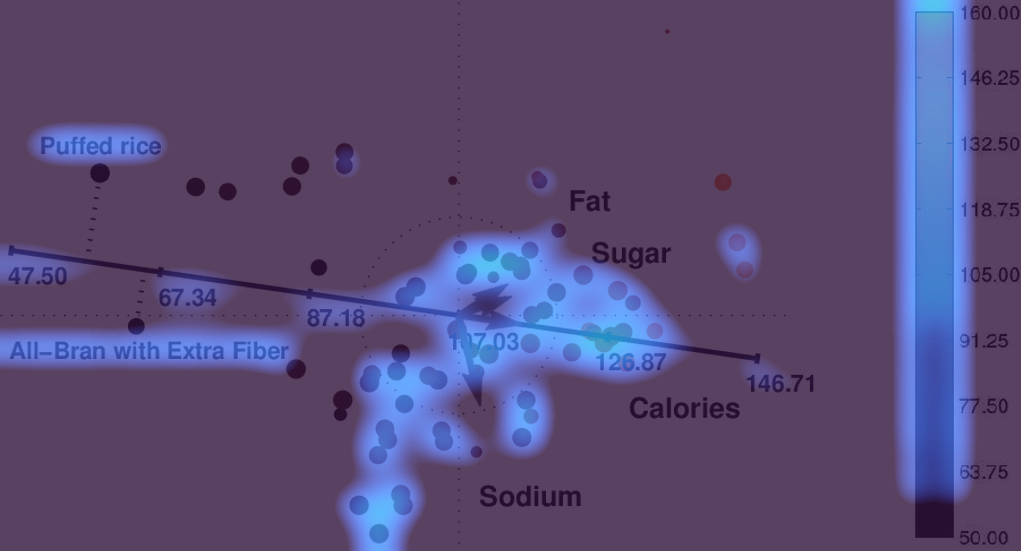 160.00
146.25
132.50
Puffed rice
118.75
Fat
Sugar
105.00
47.50
67.34
87.18
107.03
91.25
All-Bran with Extra Fiber
126.87
146.71
Calories
77.50
63.75
Sodium
50.00